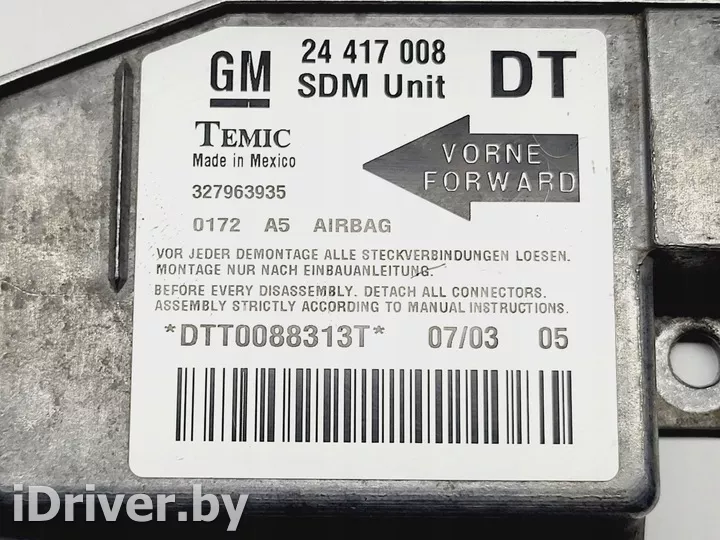 GM 24 417 008 DT
SDM Unit
TEMIC
Made in Mexico
VORNE
FORWARD
327963935
0172 A5 AIRBAG
VOR JEDER DEMONTAGE ALLE STECKVERBINDUNGEN LOESEN.
MONTAGE NUR NACH EINBAUANLEITUNG.
BEFORE EVERY DISASSEMBLY. DETACH ALL CONNECTORS.
ASSEMBLY STRICTLY ACCORDING TO MANUAL INSTRUCTIONS.
*DTT0088313T* 07/03 05
iDriver.by